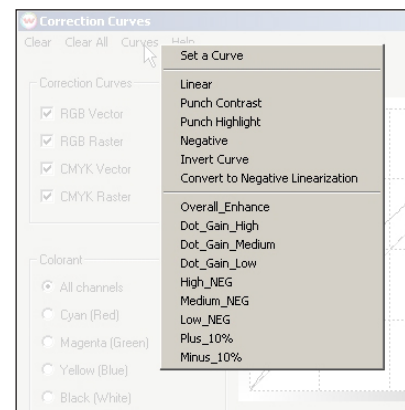 Correction Curves
Clear Clear All Curves Help
Set a Curve
Linear
Punch Contrast
Punch Highlight
Negative
Invert Curve
Convert to Negative Linearization
Overall_Enhance
Dot_Gain_High
Dot_Gain_Medium
Dot_Gain_Low
High_NEG
Medium_NEG
Low_NEG
Plus_10%
Minus_10%
Correction Curves
RGB Vector
RGB Raster
CMYK Vector
CMYK Raster
Colorant
All channels
Cyan (Red)
Magenta (Green)
Yellow (Blue)
Black (White)